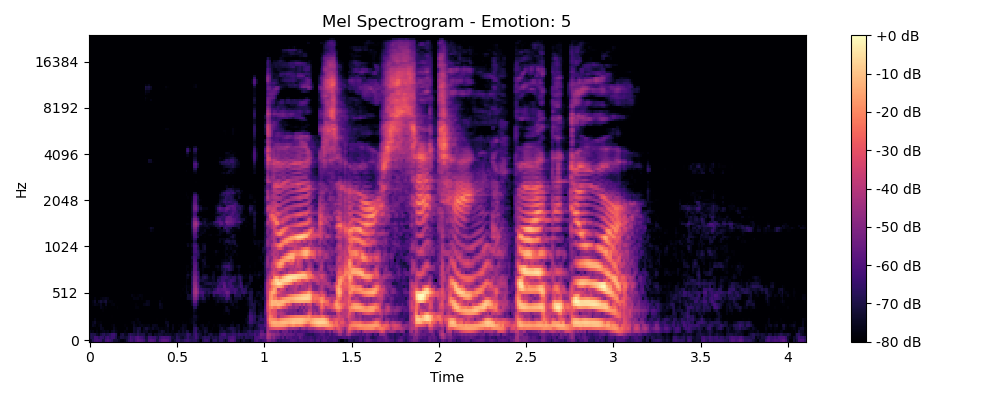 Mel Spectrogram - Emotion: 5
Hz
16384
8192
4096
2048
1024
512
0
0 0.5 1 1.5 2 2.5 3 3.5 4
Time
+0 dB
-10 dB
-20 dB
-30 dB
-40 dB
-50 dB
-60 dB
-70 dB
-80 dB